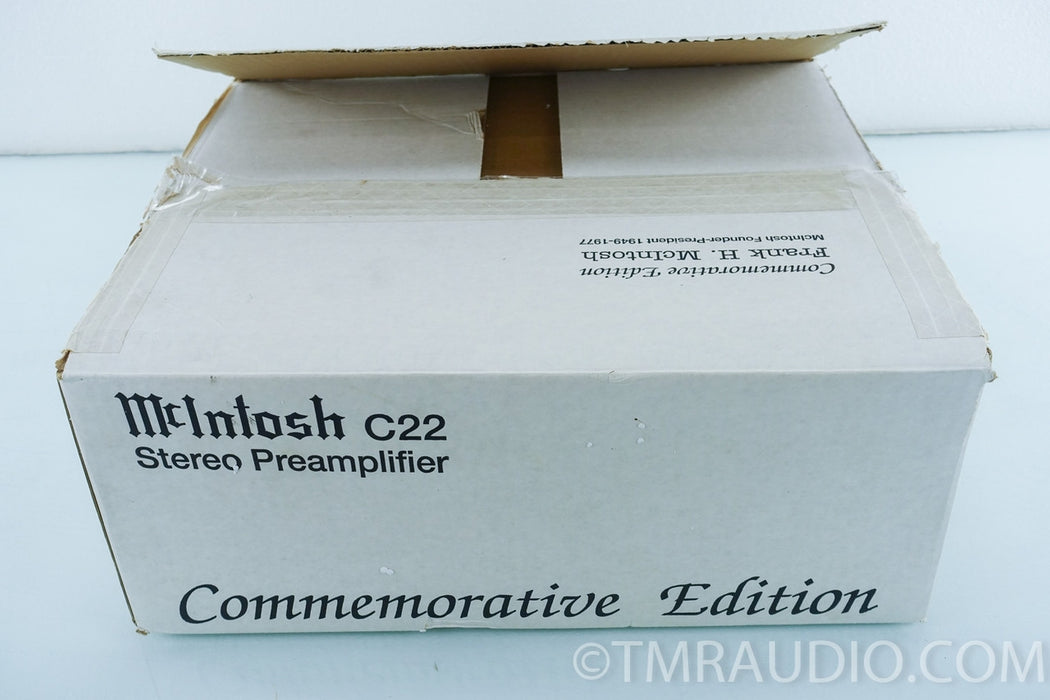 Commemorative Edition
Frank H. McIntosh
McIntosh Founder-President 1949-1977
McIntosh C22
Stereo Preamplifier
Commemorative Edition
©TMRAUDIO.COM